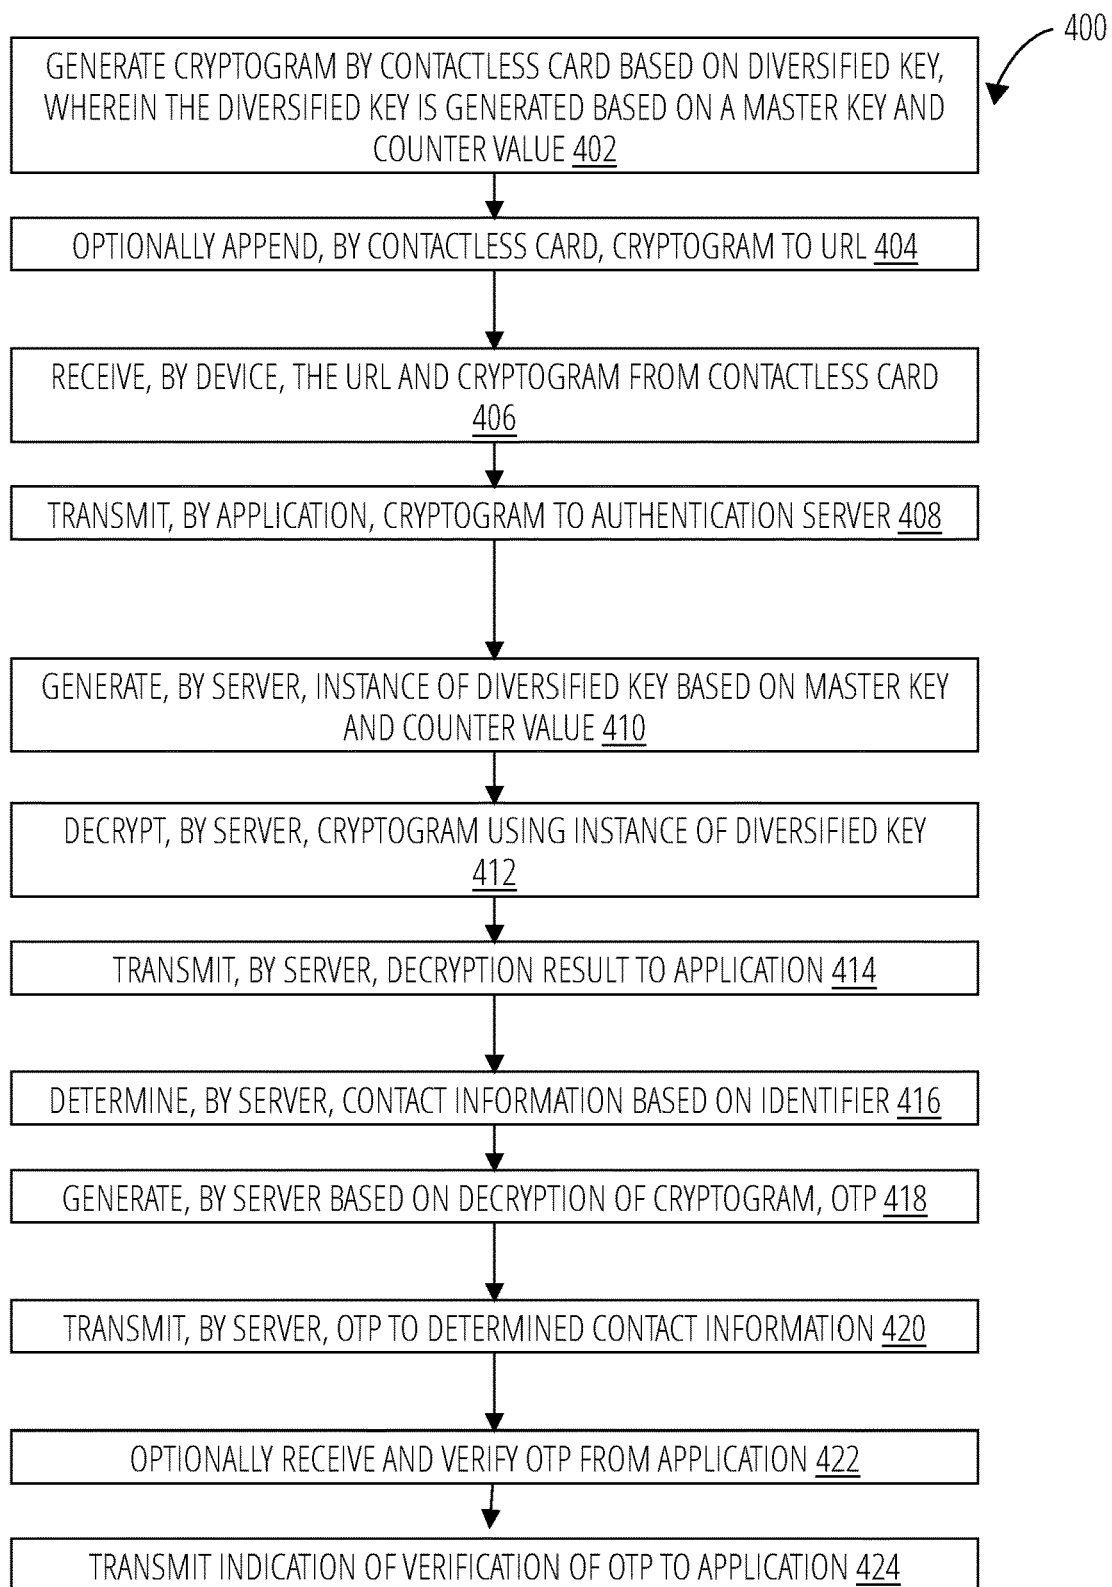 400
GENERATE CRYPTOGRAM BY CONTACTLESS CARD BASED ON DIVERSIFIED KEY,
WHEREIN THE DIVERSIFIED KEY IS GENERATED BASED ON A MASTER KEY AND
COUNTER VALUE 402
OPTIONALLY APPEND, BY CONTACTLESS CARD, CRYPTOGRAM TO URL 404
RECEIVE, BY DEVICE, THE URL AND CRYPTOGRAM FROM CONTACTLESS CARD
406
TRANSMIT, BY APPLICATION, CRYPTOGRAM TO AUTHENTICATION SERVER 408
GENERATE, BY SERVER, INSTANCE OF DIVERSIFIED KEY BASED ON MASTER KEY
AND COUNTER VALUE 410
DECRYPT, BY SERVER, CRYPTOGRAM USING INSTANCE OF DIVERSIFIED KEY
412
TRANSMIT, BY SERVER, DECRYPTION RESULT TO APPLICATION 414
DETERMINE, BY SERVER, CONTACT INFORMATION BASED ON IDENTIFIER 416
GENERATE, BY SERVER BASED ON DECRYPTION OF CRYPTOGRAM, OTP 418
TRANSMIT, BY SERVER, OTP TO DETERMINED CONTACT INFORMATION 420
OPTIONALLY RECEIVE AND VERIFY OTP FROM APPLICATION 422
TRANSMIT INDICATION OF VERIFICATION OF OTP TO APPLICATION 424